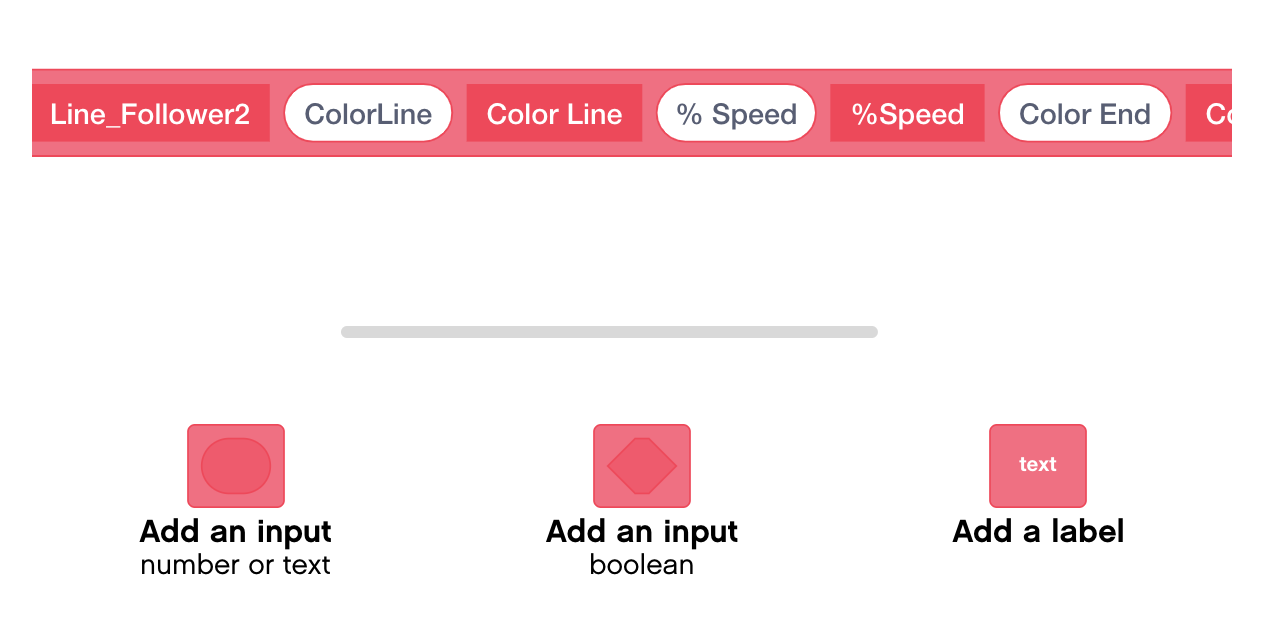 Line_Follower2 ColorLine Color Line % Speed %Speed Color End
text
Add an input Add an input Add a label
number or text boolean